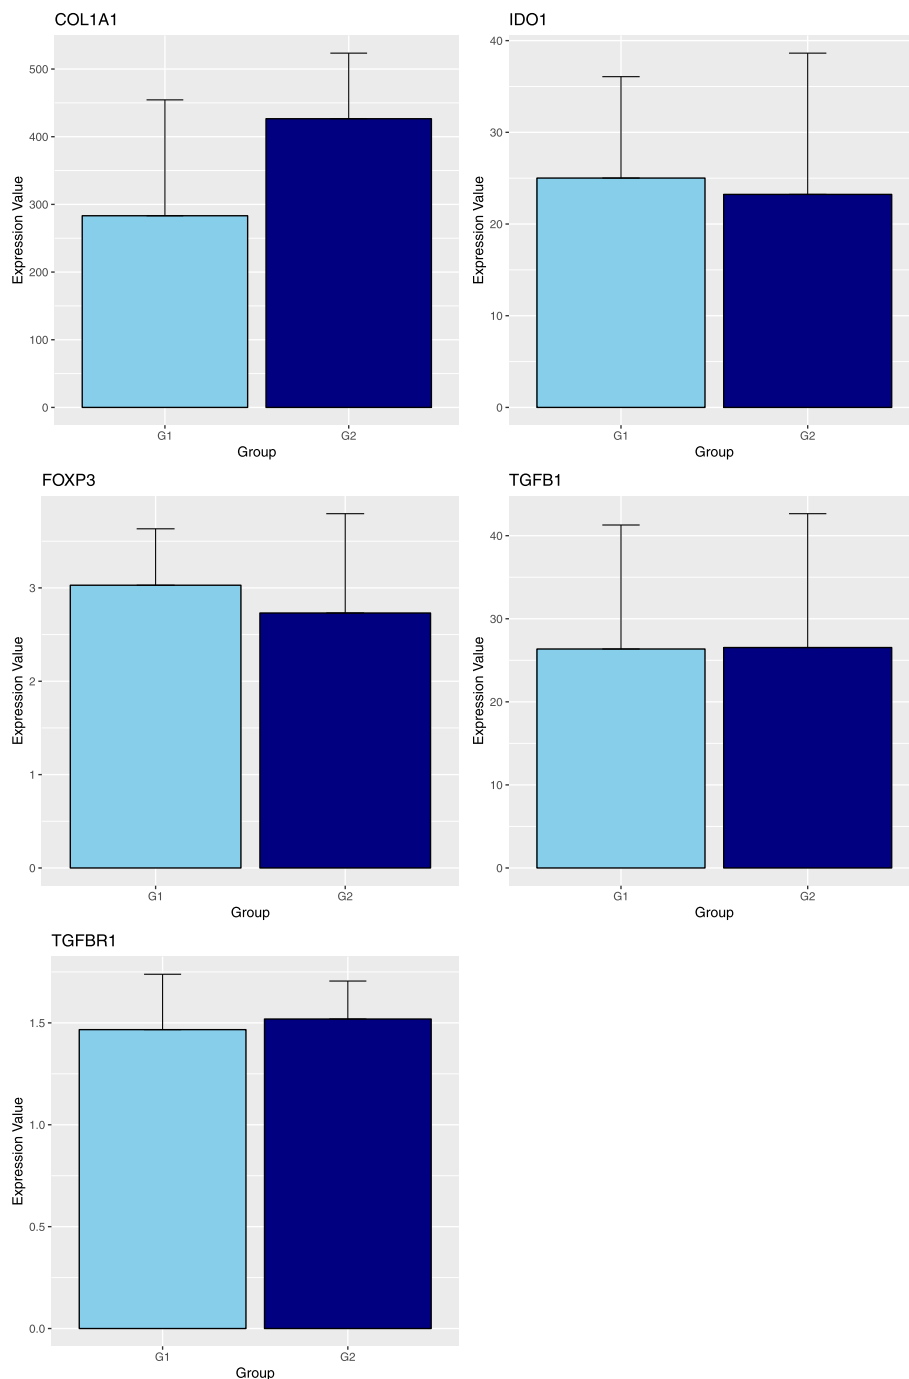 COL1A1
Expression Value
500
400
300
200
100
0
G1 G2
Group
IDO1
Expression Value
40
30
20
10
0
G1 G2
Group
FOXP3
Expression Value
3
2
1
0
G1 G2
Group
TGFB1
Expression Value
40
30
20
10
0
G1 G2
Group
TGFBR1
Expression Value
1.5
1.0
0.5
0.0
G1 G2
Group